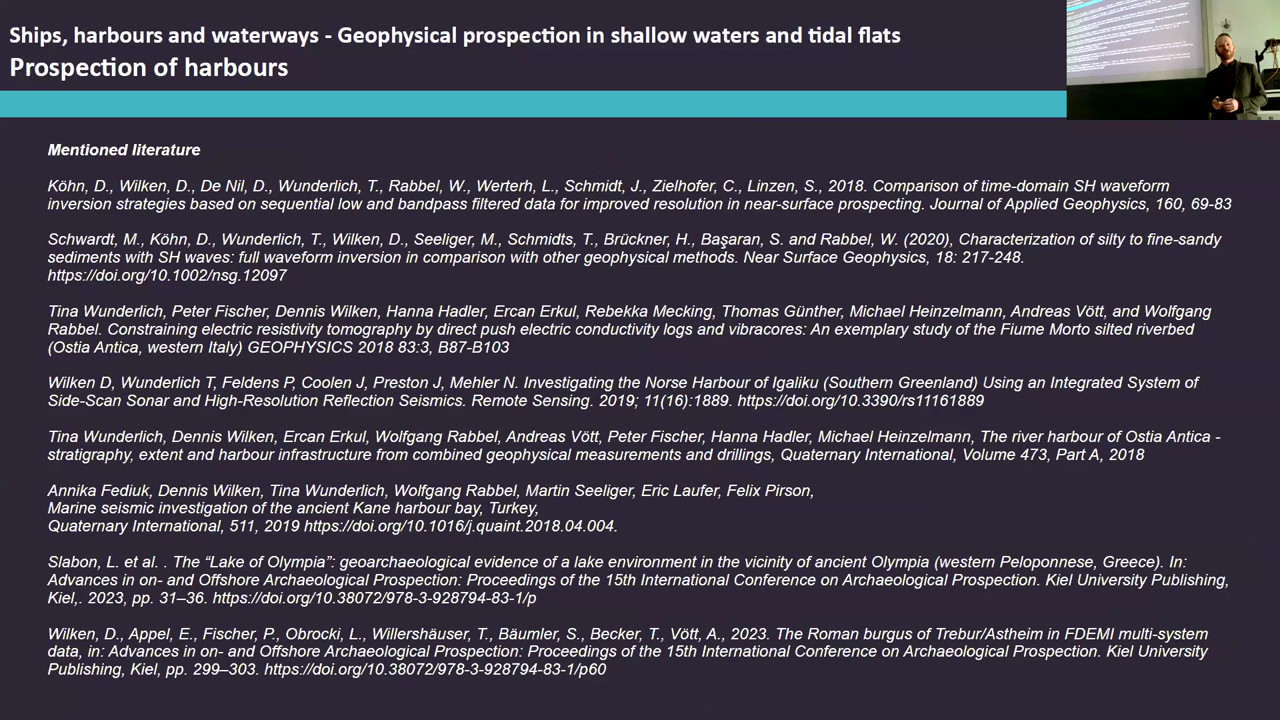 Ships, harbours and waterways - Geophysical prospection in shallow waters and tidal flats
Prospection of harbours
Mentioned literature
Köhn, D., Wilken, D., De Nil, D., Wunderlich, T., Rabbel, W., Werterh, L., Schmidt, J., Zielhofer, C., Linzen, S., 2018. Comparison of time-domain SH waveform
inversion strategies based on sequential low and bandpass filtered data for improved resolution in near-surface prospecting. Journal of Applied Geophysics, 160, 69-83
Schwardt, M., Köhn, D., Wunderlich, T., Wilken, D., Seeliger, M., Schmidts, T., Brückner, H., Başaran, S. and Rabbel, W. (2020), Characterization of silty to fine-sandy
sediments with SH waves: full waveform inversion in comparison with other geophysical methods. Near Surface Geophysics, 18: 217-248.
https://doi.org/10.1002/nsg.12097
Tina Wunderlich, Peter Fischer, Dennis Wilken, Hanna Hadler, Ercan Erkul, Rebekka Mecking, Thomas Günther, Michael Heinzelmann, Andreas Vött, and Wolfgang
Rabbel. Constraining electric resistivity tomography by direct push electric conductivity logs and vibracores: An exemplary study of the Fiume Morto silted riverbed
(Ostia Antica, western Italy) GEOPHYSICS 2018 83:3, B87-B103
Wilken D, Wunderlich T, Feldens P, Coolen J, Preston J, Mehler N. Investigating the Norse Harbour of Igaliku (Southern Greenland) Using an Integrated System of
Side-Scan Sonar and High-Resolution Reflection Seismics. Remote Sensing. 2019; 11(16):1889. https://doi.org/10.3390/rs11161889
Tina Wunderlich, Dennis Wilken, Ercan Erkul, Wolfgang Rabbel, Andreas Vött, Peter Fischer, Hanna Hadler, Michael Heinzelmann, The river harbour of Ostia Antica -
stratigraphy, extent and harbour infrastructure from combined geophysical measurements and drillings, Quaternary International, Volume 473, Part A, 2018
Annika Fediuk, Dennis Wilken, Tina Wunderlich, Wolfgang Rabbel, Martin Seeliger, Eric Laufer, Felix Pirson,
Marine seismic investigation of the ancient Kane harbour bay, Turkey,
Quaternary International, 511, 2019 https://doi.org/10.1016/j.quaint.2018.04.004.
Slabon, L. et al. . The “Lake of Olympia”: geoarchaeological evidence of a lake environment in the vicinity of ancient Olympia (western Peloponnese, Greece). In:
Advances in on- and Offshore Archaeological Prospection: Proceedings of the 15th International Conference on Archaeological Prospection. Kiel University Publishing,
Kiel,. 2023, pp. 31–36. https://doi.org/10.38072/978-3-928794-83-1/p
Wilken, D., Appel, E., Fischer, P., Obrocki, L., Willershäuser, T., Bäumler, S., Becker, T., Vött, A., 2023. The Roman burgus of Trebur/Astheim in FDEMI multi-system
data, in: Advances in on- and Offshore Archaeological Prospection: Proceedings of the 15th International Conference on Archaeological Prospection. Kiel University
Publishing, Kiel, pp. 299–303. https://doi.org/10.38072/978-3-928794-83-1/p60